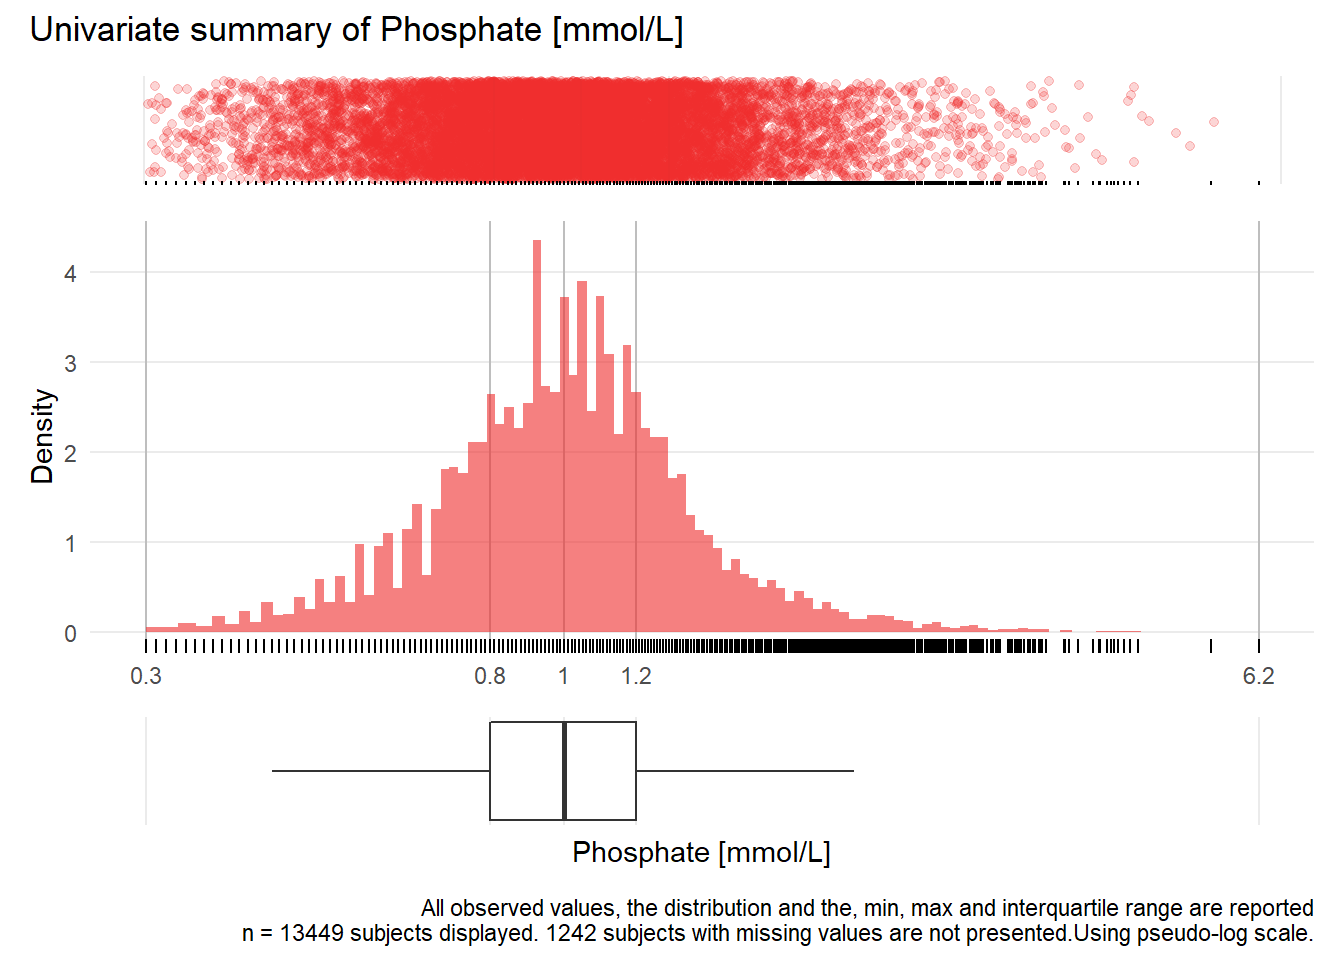 Univariate summary of Phosphate [mmol/L]
4
3
2
1
0
Density
0.3 0.8 1 1.2 6.2
Phosphate [mmol/L]
All observed values, the distribution and the, min, max and interquartile range are reported
n = 13449 subjects displayed. 1242 subjects with missing values are not presented.Using pseudo-log scale.